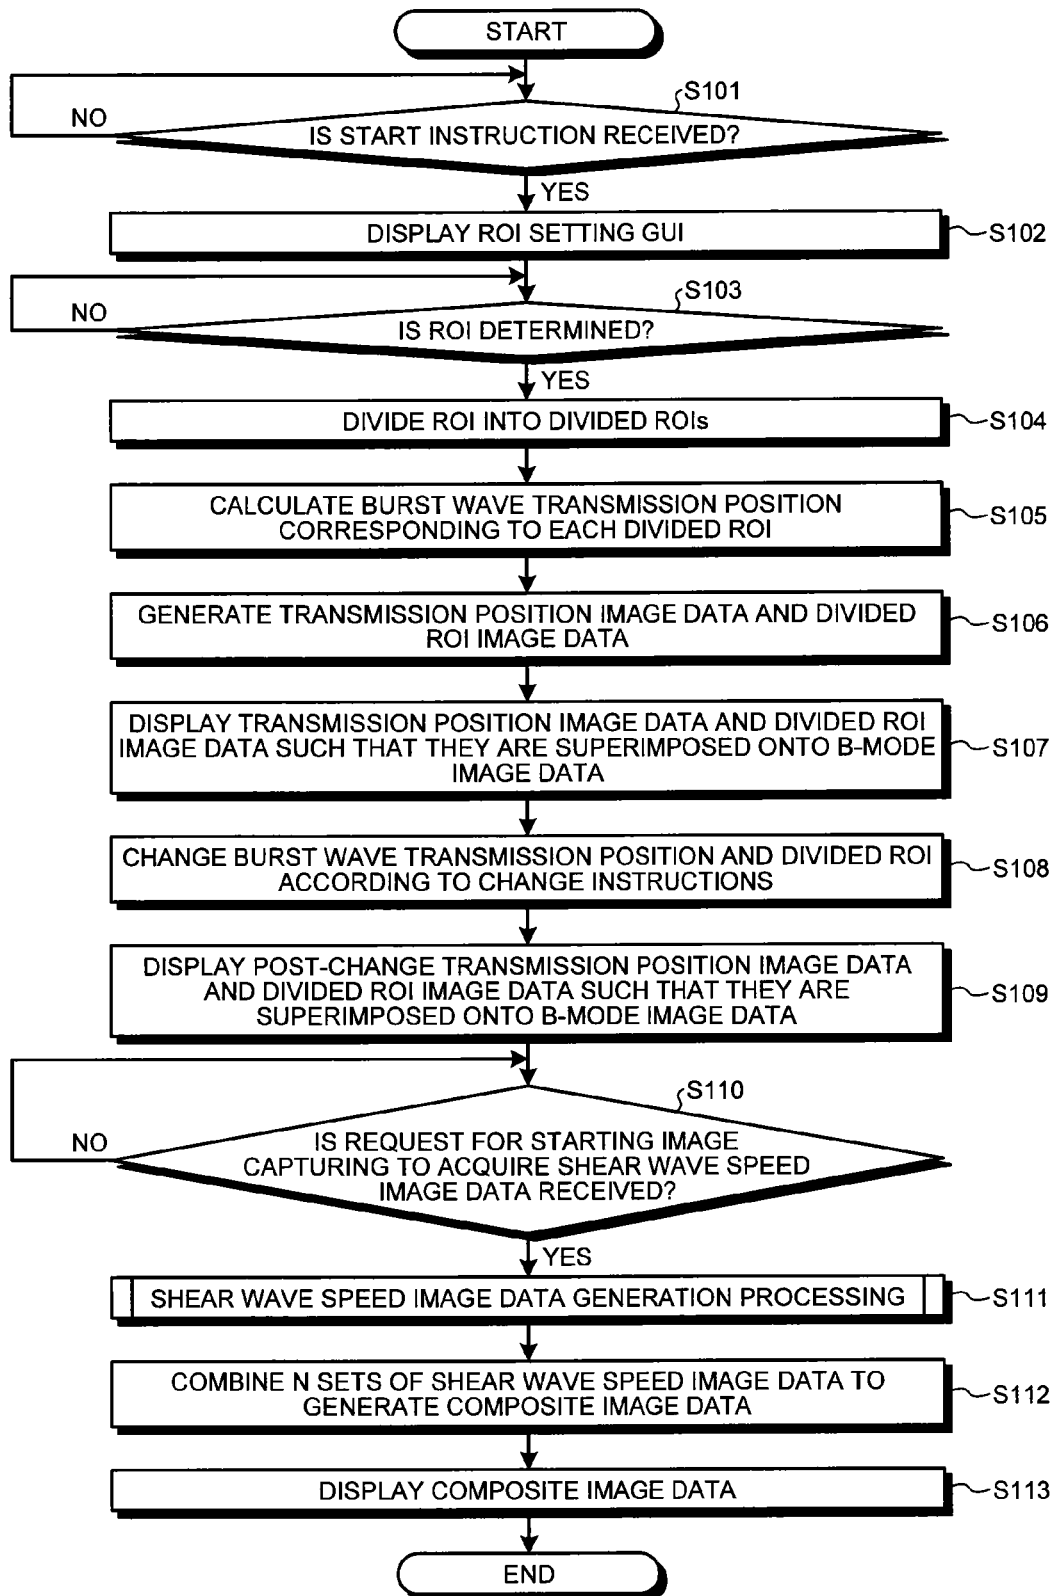 START
S101
NO
IS START INSTRUCTION RECEIVED?
YES
DISPLAY ROI SETTING GUI
S102
S103
NO
IS ROI DETERMINED?
YES
DIVIDE ROI INTO DIVIDED ROIs
S104
CALCULATE BURST WAVE TRANSMISSION POSITION
CORRESPONDING TO EACH DIVIDED ROI
S105
GENERATE TRANSMISSION POSITION IMAGE DATA AND DIVIDED
ROI IMAGE DATA
S106
DISPLAY TRANSMISSION POSITION IMAGE DATA AND DIVIDED ROI
IMAGE DATA SUCH THAT THEY ARE SUPERIMPOSED ONTO B-MODE
IMAGE DATA
S107
CHANGE BURST WAVE TRANSMISSION POSITION AND DIVIDED ROI
ACCORDING TO CHANGE INSTRUCTIONS
S108
DISPLAY POST-CHANGE TRANSMISSION POSITION IMAGE DATA
AND DIVIDED ROI IMAGE DATA SUCH THAT THEY ARE
SUPERIMPOSED ONTO B-MODE IMAGE DATA
S109
S110
NO
IS REQUEST FOR STARTING IMAGE
CAPTURING TO ACQUIRE SHEAR WAVE SPEED
IMAGE DATA RECEIVED?
YES
SHEAR WAVE SPEED IMAGE DATA GENERATION PROCESSING
S111
COMBINE N SETS OF SHEAR WAVE SPEED IMAGE DATA TO
GENERATE COMPOSITE IMAGE DATA
S112
DISPLAY COMPOSITE IMAGE DATA
S113
END